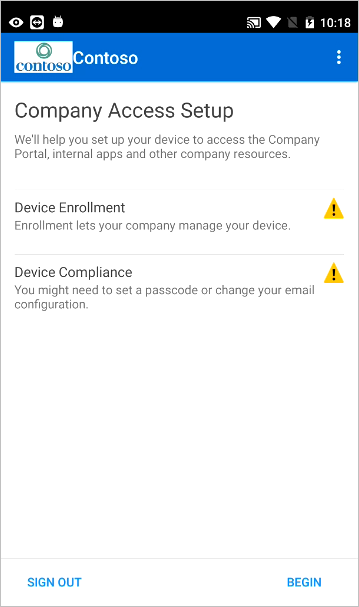 10:18
contoso
Contoso
Company Access Setup
We'll help you set up your device to access the Company
Portal, internal apps and other company resources.
Device Enrollment
Enrollment lets your company manage your device.
Device Compliance
You might need to set a passcode or change your email
configuration.
SIGN OUT
BEGIN